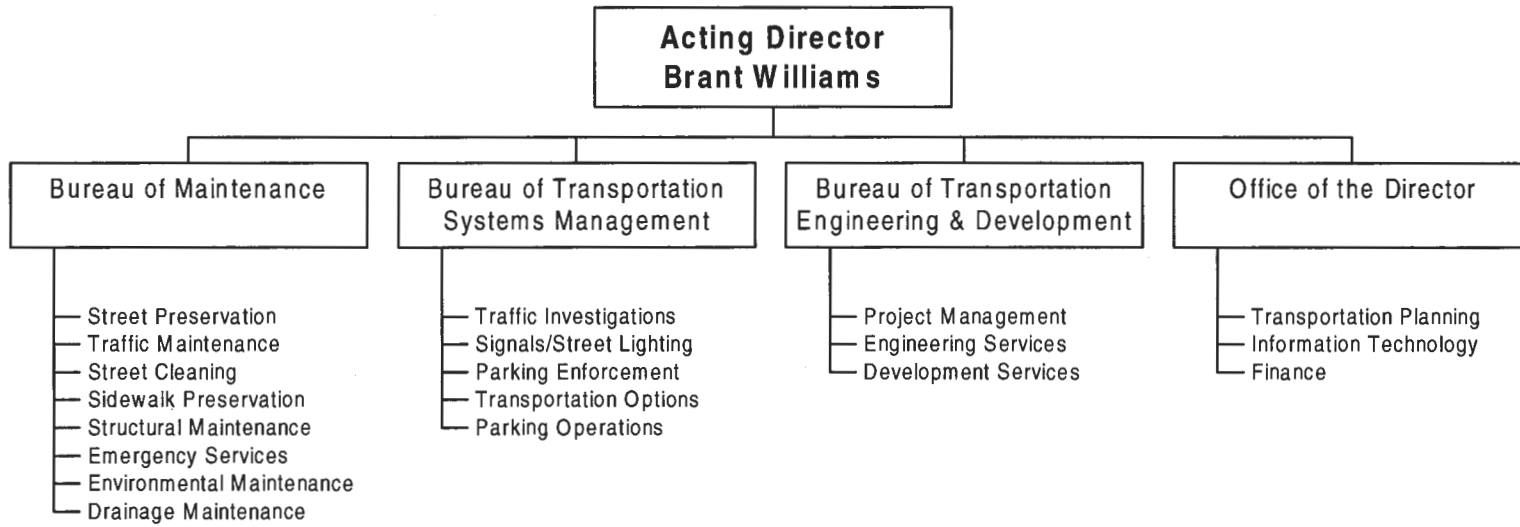 Acting Director
Brant Williams
Bureau of Maintenance
Street Preservation
Traffic Maintenance
Street Cleaning
Sidewalk Preservation
Structural Maintenance
Emergency Services
Environmental Maintenance
Drainage Maintenance
Bureau of Transportation
Systems Management
Traffic Investigations
Signals/Street Lighting
Parking Enforcement
Transportation Options
Parking Operations
Bureau of Transportation
Engineering & Development
Project Management
Engineering Services
Development Services
Office of the Director
Transportation Planning
Information Technology
Finance